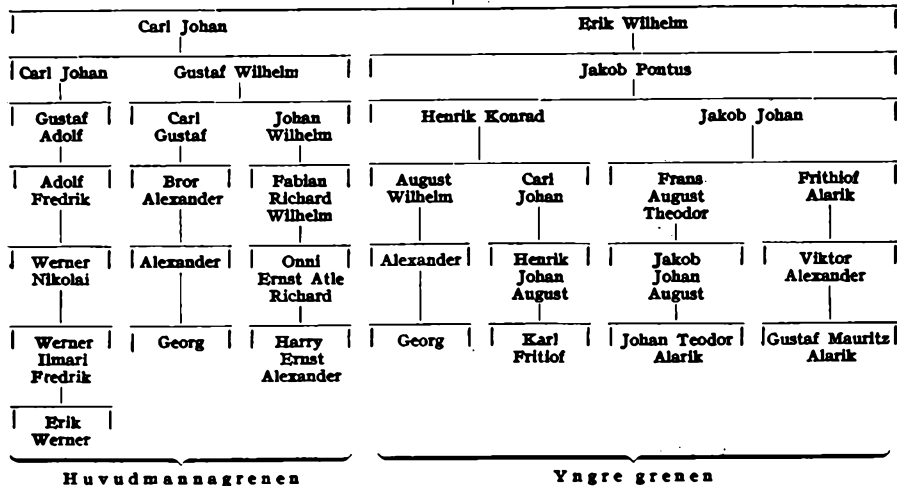 Carl Johan Erik Wilhelm
Carl Johan Gustaf Wilhelm Jakob Pontus
Gustaf Adolf Carl Gustaf Johan Wilhelm Henrik Konrad Jakob Johan
Adolf Bror Fabian August Carl Frans Frithiof
Fredrik Alexander Richard Wilhelm Johan August Alarik
Wilhelm Theodor
Werner Alexander Onni Alexander Henrik Jakob Viktor
Nikolai Ernst Atle Johan Johan Alexander
Richard August August
Werner Georg Harry Georg Karl Johan Teodor Gustaf Mauritz
Ilmari Ernst Fritiof Alarik Alarik
Fredrik Alexander
Erik
Werner
Huvudmannagrenen Yngre grenen